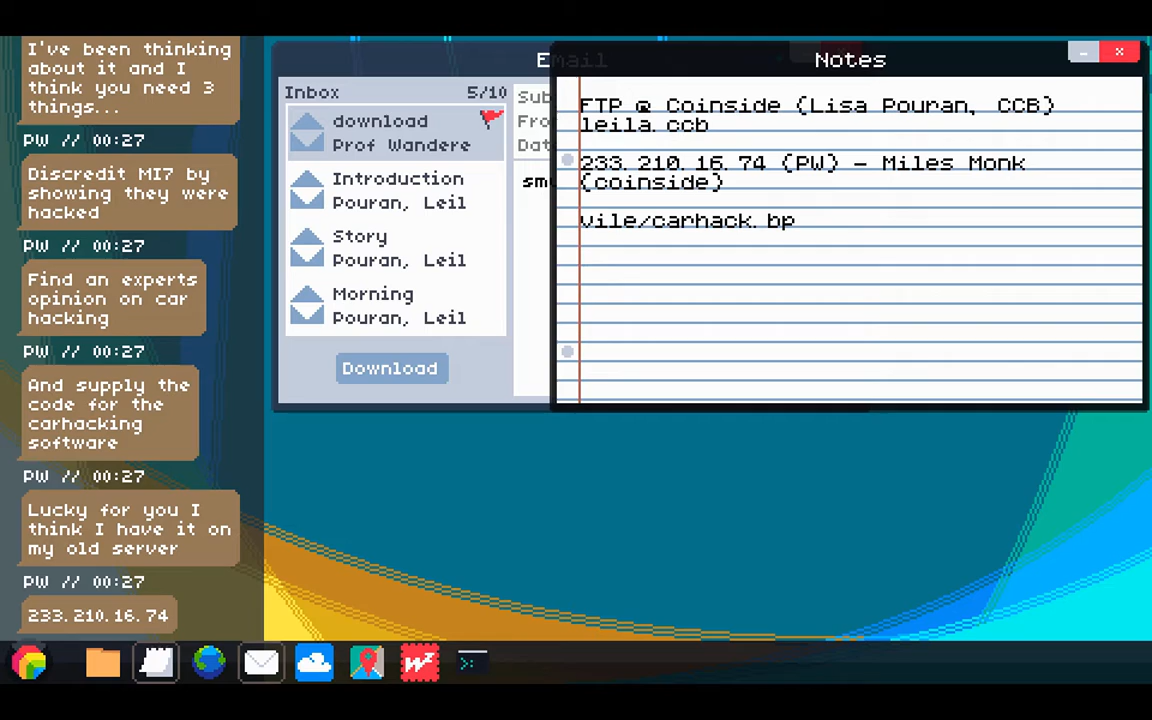 I've been thinking
about it and I
think you need 3
things...
PW // 00:27
Discredit MI7 by
showing they were
hacked
PW // 00:27
Find an experts
opinion on car
hacking
PW // 00:27
And supply the
code for the
carhacking
software
PW // 00:27
Lucky for you I
think I have it on
my old server
PW // 00:27
233.210.16.74
Email
Inbox 5/10
download
Prof Wandere
Introduction
Pouran, Leil
Story
Pouran, Leil
Morning
Pouran, Leil
Download
Sub
Fro
Dat
Notes
FTP @ Coinside (Lisa Pouran, CCB)
leila.ccb
233.210.16.74 (PW) - Miles Monk
(coinside)
vile/carhack.bp